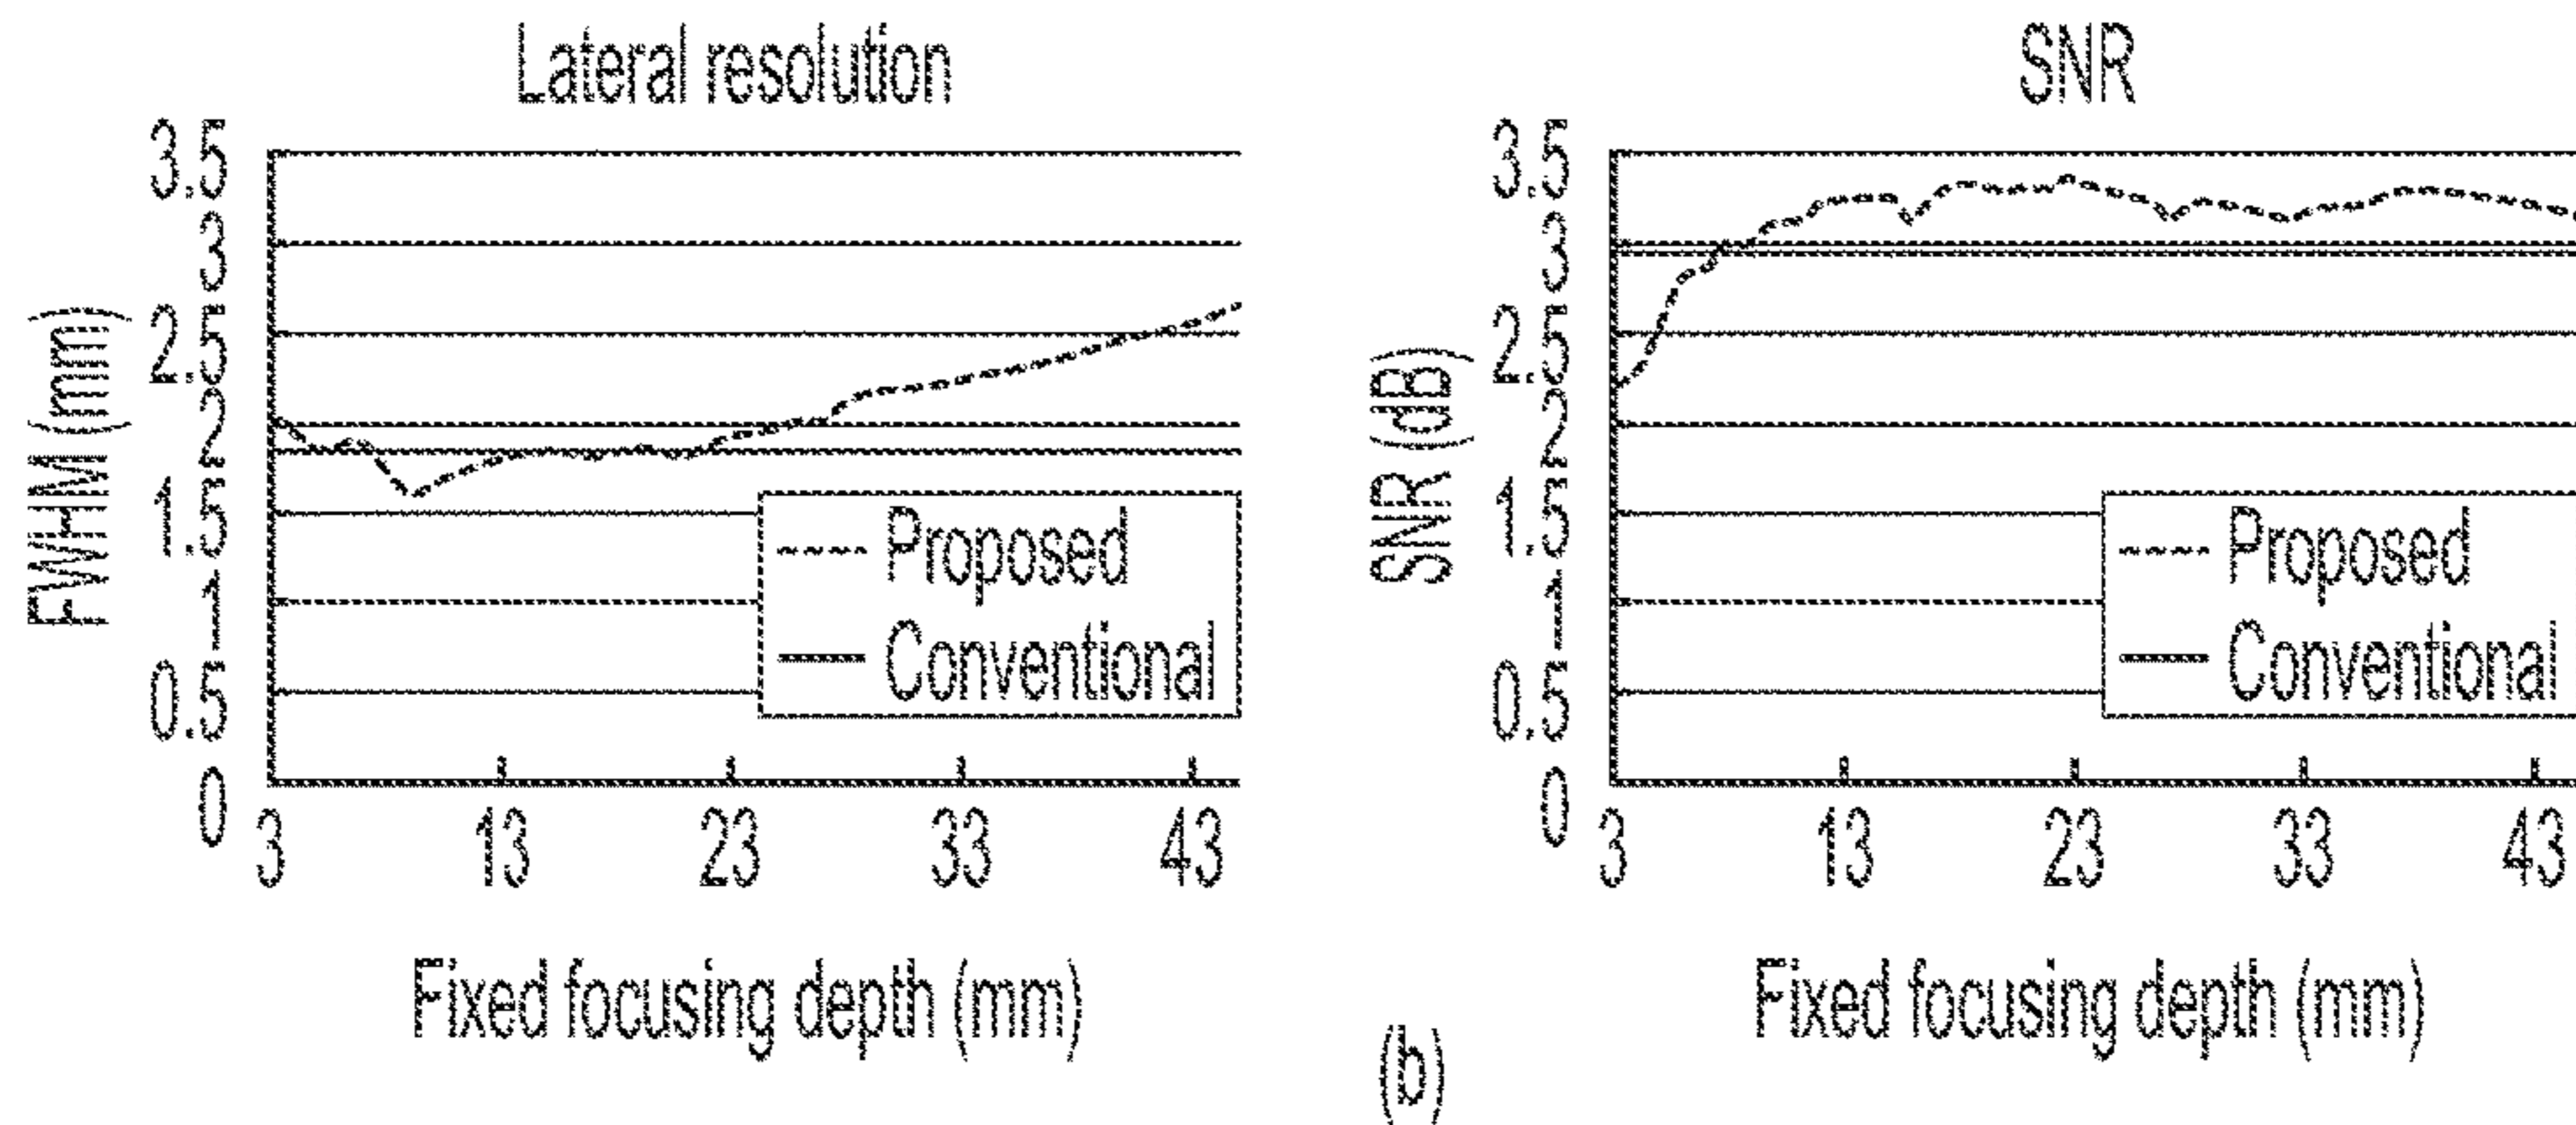 Lateral resolution
FWHM (mm)
3.5
3
2.5
2
1.5
1
0.5
0
Proposed
Conventional
3 13 23 33 43
Fixed focusing depth (mm)
SNR
SNR (dB)
3.5
3
2.5
2
1.5
1
0.5
0
Proposed
Conventional
3 13 23 33 43
Fixed focusing depth (mm)
(b)